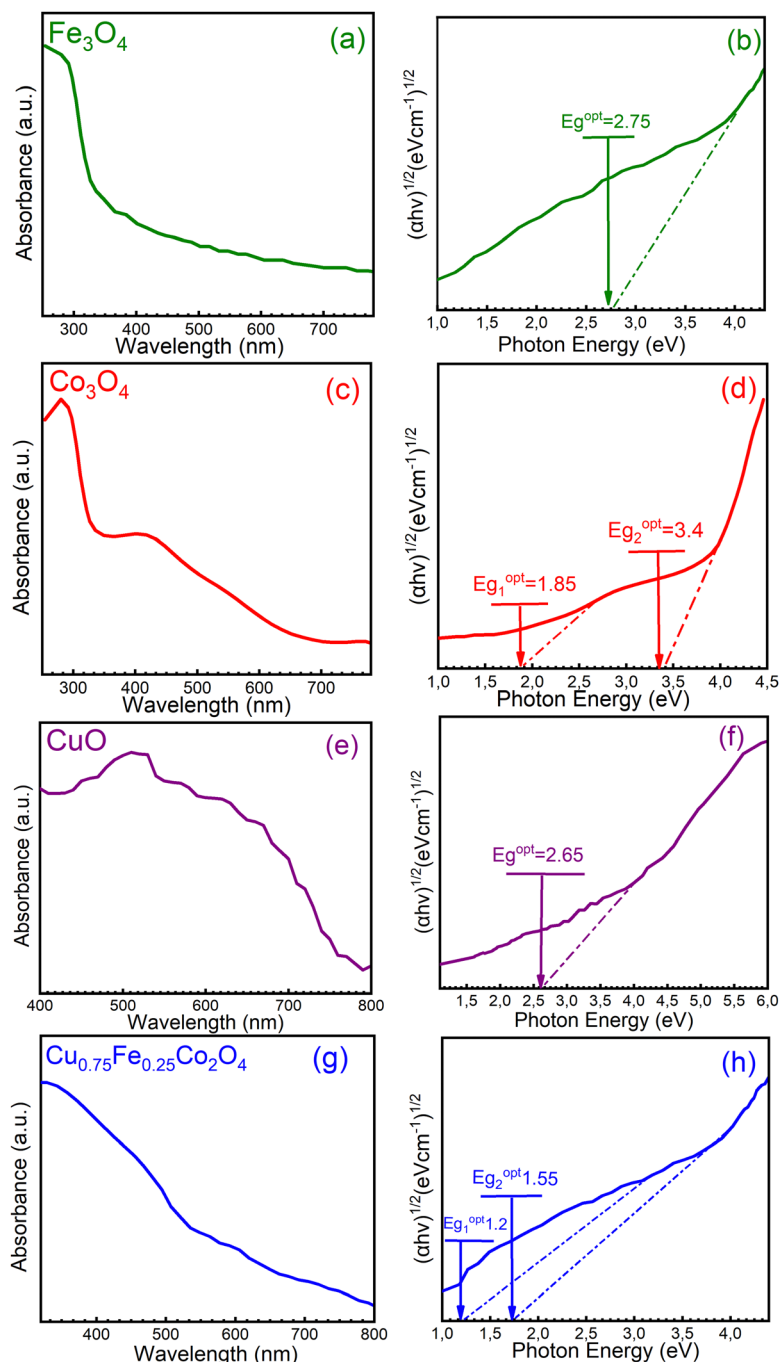 Fe₃O₄ (a)
Absorbance (a.u.)
300 400 500 600 700
Wavelength (nm)
(b)
Eg^opt=2.75
(αhv)^1/2(eVcm⁻¹)^1/2
1,0 1,5 2,0 2,5 3,0 3,5 4,0
Photon Energy (eV)
Co₃O₄ (c)
Absorbance (a.u.)
300 400 500 600 700
Wavelength (nm)
(d)
Eg₂^opt=3.4
Eg₁^opt=1.85
(αhv)^1/2(eVcm⁻¹)^1/2
1,0 1,5 2,0 2,5 3,0 3,5 4,0 4,5
Photon Energy (eV)
CuO (e)
Absorbance (a.u.)
400 500 600 700 800
Wavelength (nm)
(f)
Eg^opt=2.65
(αhv)^1/2(eVcm⁻¹)^1/2
1,5 2,0 2,5 3,0 3,5 4,0 4,5 5,0 5,5 6,0
Photon Energy (eV)
Cu₀.₇₅Fe₀.₂₅Co₂O₄ (g)
Absorbance (a.u.)
400 500 600 700 800
Wavelength (nm)
(h)
Eg₂^opt1.55
Eg₁^opt1.2
(αhv)^1/2(eVcm⁻¹)^1/2
1,0 1,5 2,0 2,5 3,0 3,5 4,0
Photon Energy (eV)